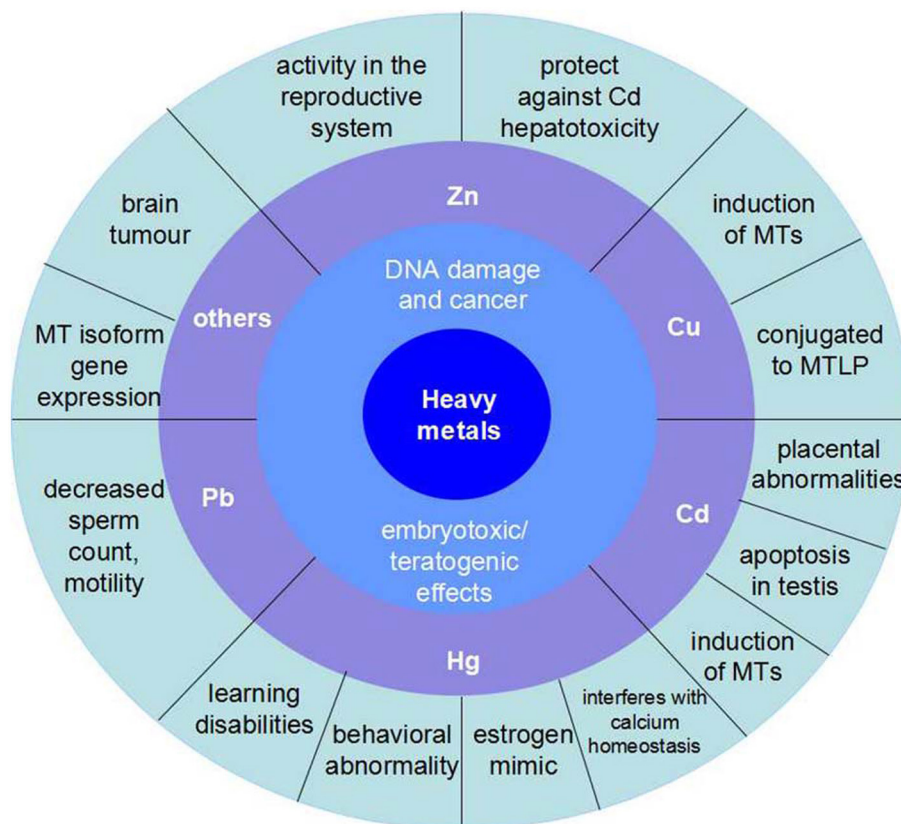 activity in the
reproductive
system
protect
against Cd
hepatotoxicity
induction
of MTs
conjugated
to MTLP
placental
abnormalities
apoptosis
in testis
induction
of MTs
interferes with
calcium
homeostasis
estrogen
mimic
behavioral
abnormality
learning
disabilities
decreased
sperm
count,
motility
MT isoform
gene
expression
brain
tumour
Zn
Cu
Cd
Hg
Pb
others
DNA damage
and cancer
Heavy
metals
embryotoxic/
teratogenic
effects